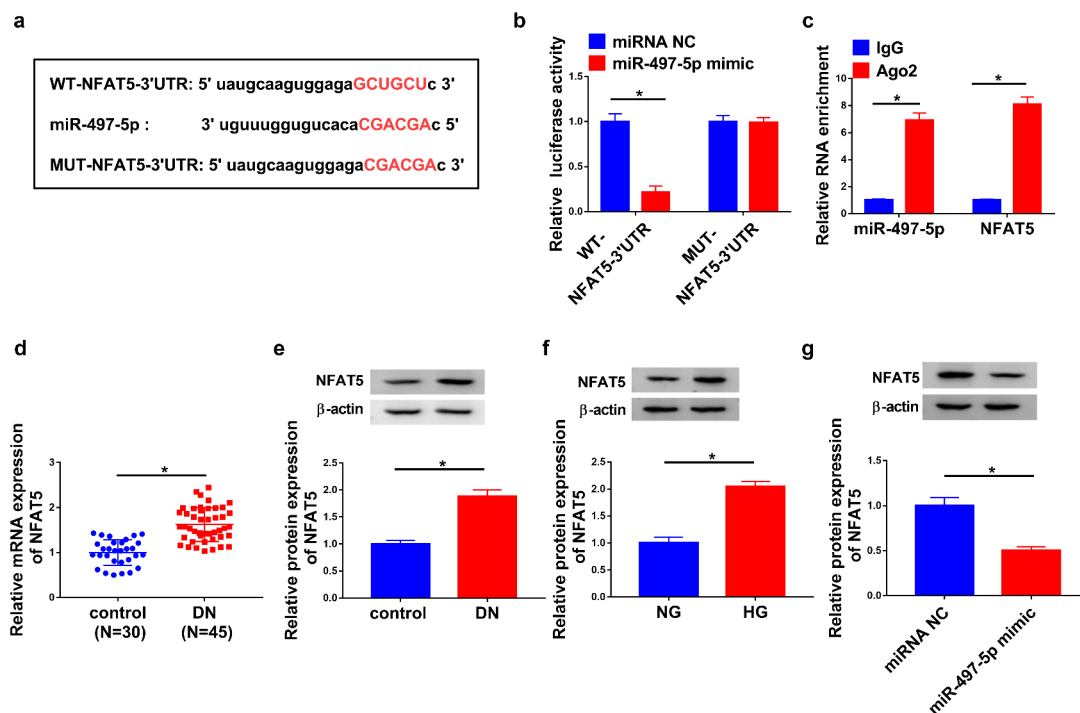 a
WT-NFAT5-3'UTR: 5' uaugcaaguggagaGCUGCUc 3'
miR-497-5p : 3' uguuuggugucacaCGACGAc 5'
MUT-NFAT5-3'UTR: 5' uaugcaaguggagaCGACGAc 3'
b
miRNA NC
miR-497-5p mimic
Relative luciferase activity
1.5
1.0
0.5
0.0
*
WT-
NFAT5-3'UTR
MUT-
NFAT5-3'UTR
c
IgG
Ago2
Relative RNA enrichment
10
8
6
4
2
0
*
*
miR-497-5p
NFAT5
d
Relative mRNA expression
of NFAT5
3
2
1
0
*
control
(N=30)
DN
(N=45)
e
NFAT5
β-actin
Relative protein expression
of NFAT5
2.5
2.0
1.5
1.0
0.5
0.0
*
control
DN
f
NFAT5
β-actin
Relative protein expression
of NFAT5
2.5
2.0
1.5
1.0
0.5
0.0
*
NG
HG
g
NFAT5
β-actin
Relative protein expression
of NFAT5
1.5
1.0
0.5
0.0
*
miRNA NC
miR-497-5p mimic